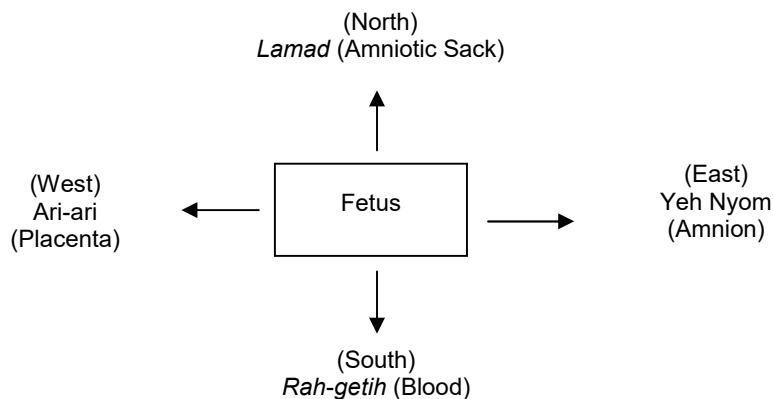 (North)
Lamad (Amniotic Sack)
(West)
Ari-ari
(Placenta)
Fetus
(East)
Yeh Nyom
(Amnion)
(South)
Rah-getih (Blood)